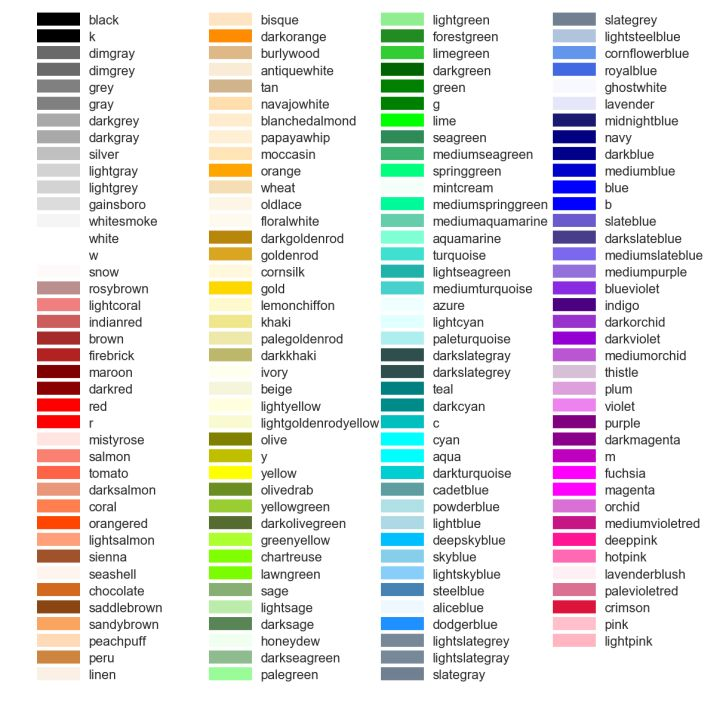 black
k
dimgray
dimgrey
grey
gray
darkgrey
darkgray
silver
lightgray
lightgrey
gainsboro
whitesmoke
white
w
snow
rosybrown
lightcoral
indianred
brown
firebrick
maroon
darkred
red
r
mistyrose
salmon
tomato
darksalmon
coral
orangered
lightsalmon
sienna
seashell
chocolate
saddlebrown
sandybrown
peachpuff
peru
linen
bisque
darkorange
burlywood
antiquewhite
tan
navajowhite
blanchedalmond
papayawhip
moccasin
orange
wheat
oldlace
floralwhite
darkgoldenrod
goldenrod
cornsilk
gold
lemonchiffon
khaki
palegoldenrod
darkkhaki
ivory
beige
lightyellow
lightgoldenrodyellow
olive
y
yellow
olivedrab
yellowgreen
darkolivegreen
greenyellow
chartreuse
lawngreen
sage
lightsage
darksage
honeydew
darkseagreen
palegreen
lightgreen
forestgreen
limegreen
darkgreen
green
g
lime
seagreen
mediumseagreen
springgreen
mintcream
mediumspringgreen
mediumaquamarine
aquamarine
turquoise
lightseagreen
mediumturquoise
azure
lightcyan
paleturquoise
darkslategray
darkslategrey
teal
darkcyan
c
cyan
aqua
darkturquoise
cadetblue
powderblue
lightblue
deepskyblue
skyblue
lightskyblue
steelblue
aliceblue
dodgerblue
lightslategrey
lightslategray
slategray
slategrey
lightsteelblue
cornflowerblue
royalblue
ghostwhite
lavender
midnightblue
navy
darkblue
mediumblue
blue
b
slateblue
darkslateblue
mediumslateblue
mediumpurple
blueviolet
indigo
darkorchid
darkviolet
mediumorchid
thistle
plum
violet
purple
darkmagenta
m
fuchsia
magenta
orchid
mediumvioletred
deeppink
hotpink
lavenderblush
palevioletred
crimson
pink
lightpink